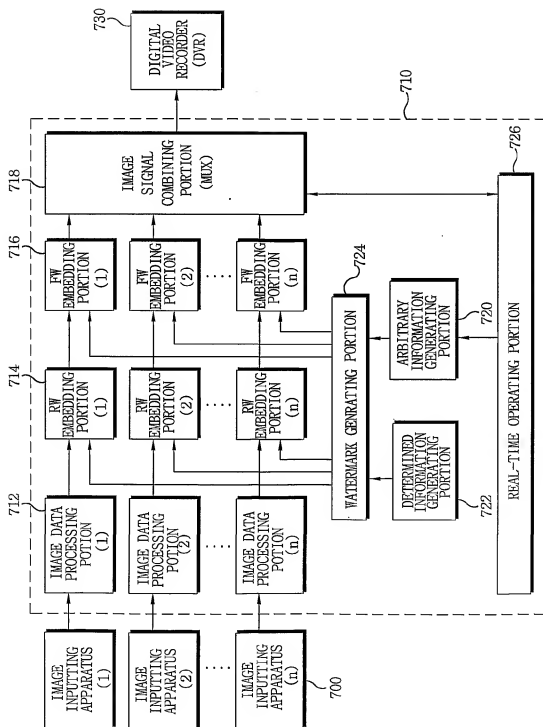 IMAGE
INPUTTING
APPARATUS
(1)
IMAGE
INPUTTING
APPARATUS
(2)
IMAGE
INPUTTING
APPARATUS
(n)
700
712
IMAGE DATA
PROCESSING
POTION
(1)
IMAGE DATA
PROCESSING
POTION
(2)
IMAGE DATA
PROCESSING
POTION
(n)
714
RW
EMBEDDING
PORTION
(1)
RW
EMBEDDING
PORTION
(2)
RW
EMBEDDING
PORTION
(n)
716
FW
EMBEDDING
PORTION
(1)
FW
EMBEDDING
PORTION
(2)
FW
EMBEDDING
PORTION
(n)
718
IMAGE
SIGNAL
COMBINING
PORTION
(MUX)
730
DIGITAL
VIDEO
RECORDER
(DVR)
710
724
WATERMARK GENRATING PORTION
DETERMINED
INFORMATION
GENERATING
PORTION
722
ARBITRARY
INFORMATION
GENERATING
PORTION
720
REAL-TIME OPERATING PORTION
726